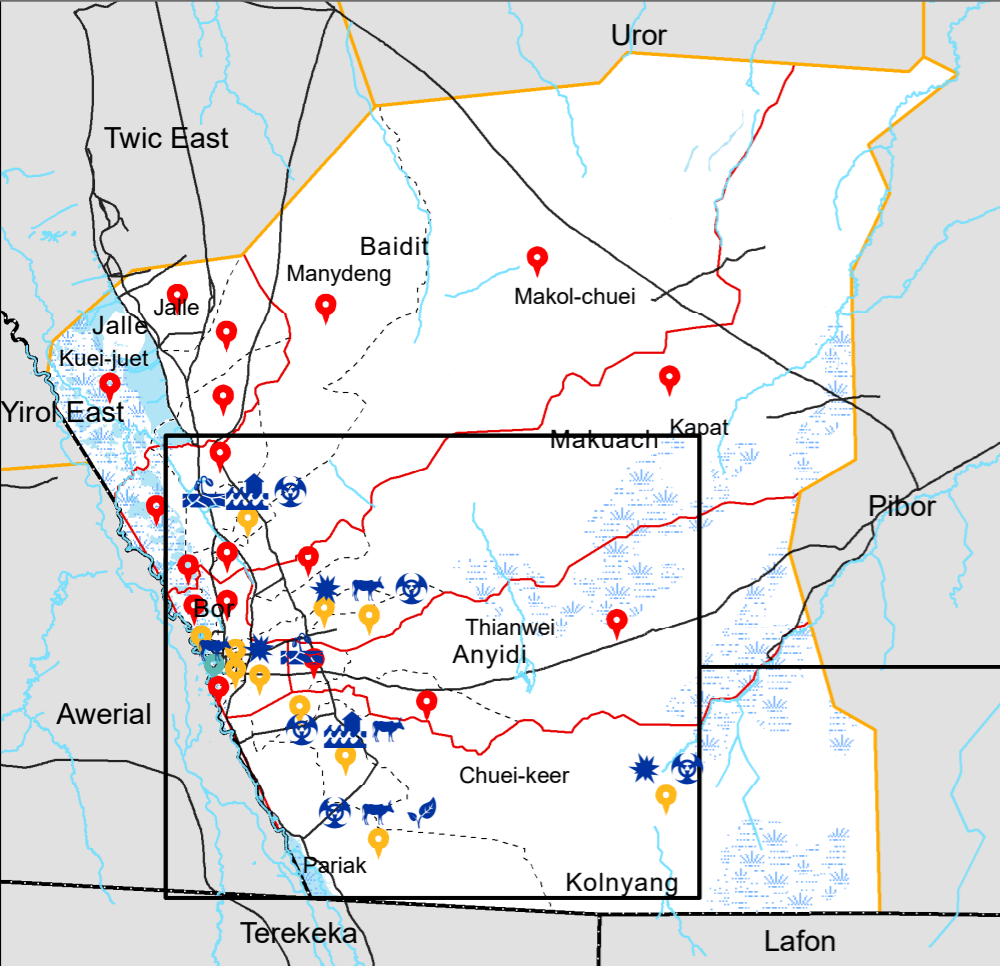 Uror
Twic East
Baidit
Manydeng
Makol-chuei
Jalle
Jalle
Kuei-juet
Yirol East
Kapat
Makuach
Pibor
Bor
Thianwei
Anyidi
Awerial
Chuei-keer
Pariak
Kolnyang
Terekeka
Lafon